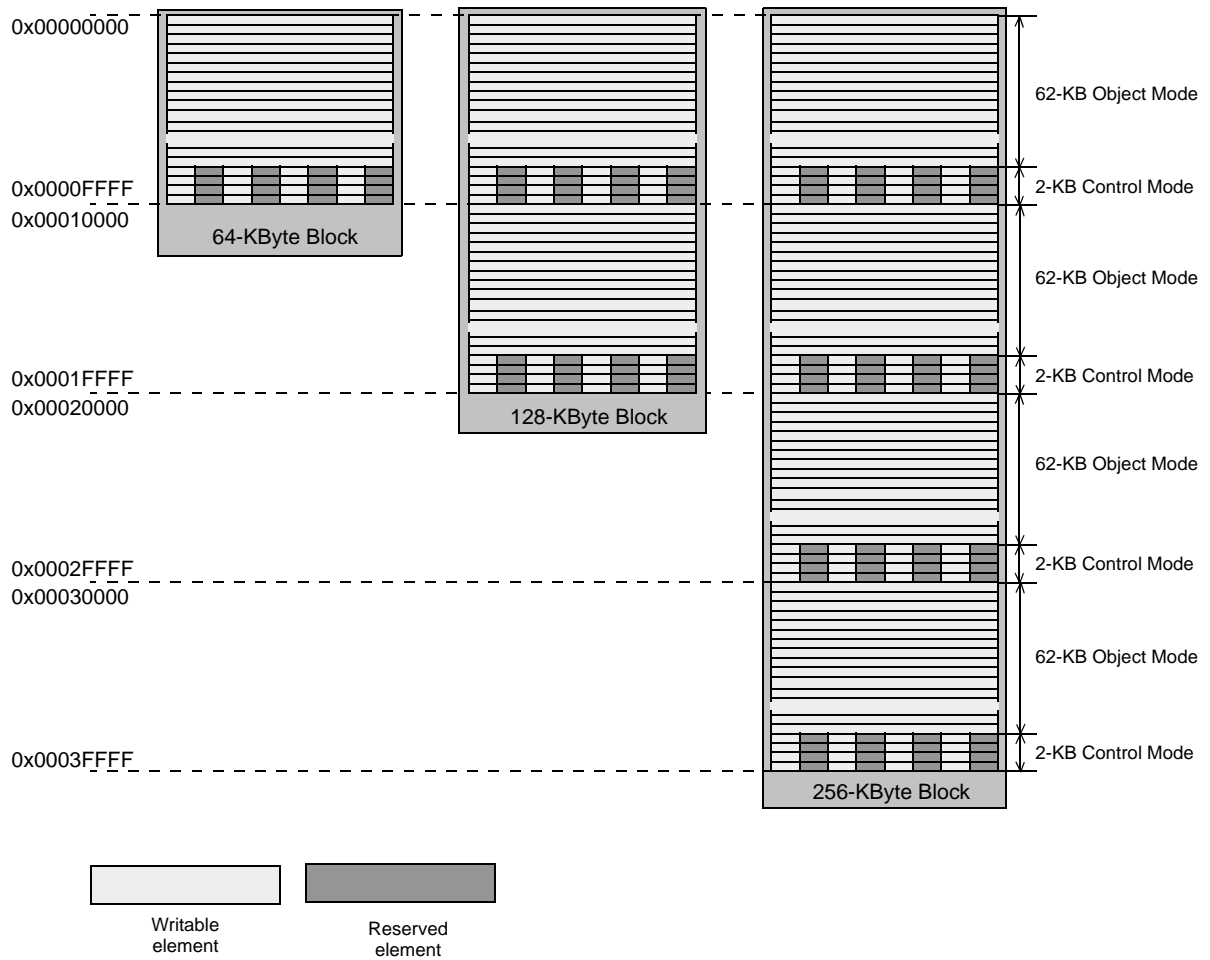 0x00000000
62-KB Object Mode
0x0000FFFF
2-KB Control Mode
0x00010000
64-KByte Block
62-KB Object Mode
0x0001FFFF
2-KB Control Mode
0x00020000
128-KByte Block
62-KB Object Mode
0x0002FFFF
2-KB Control Mode
0x00030000
62-KB Object Mode
0x0003FFFF
2-KB Control Mode
256-KByte Block
Writable
element
Reserved
element